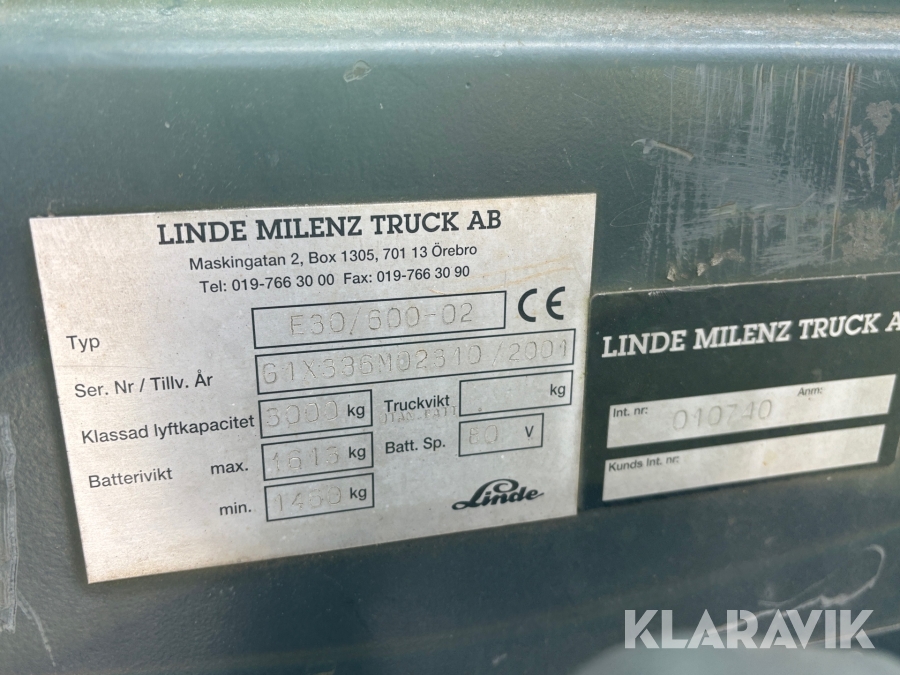 LINDE MILENZ TRUCK AB
Maskingatan 2, Box 1305, 701 13 Örebro
Tel: 019-766 30 00 Fax: 019-766 30 90
Typ E30/600-02 CE
Ser. Nr / Tillv. År G1X336M02610/2001
Klassad lyftkapacitet 3000 kg Truckvikt kg
Batterivikt max. 1613 kg Batt. Sp. 80 V
min. kg
Linde
LINDE MILENZ TRUCK A
Int. nr: 010740 Anm:
Kunds Int. nr:
KLARAVIK